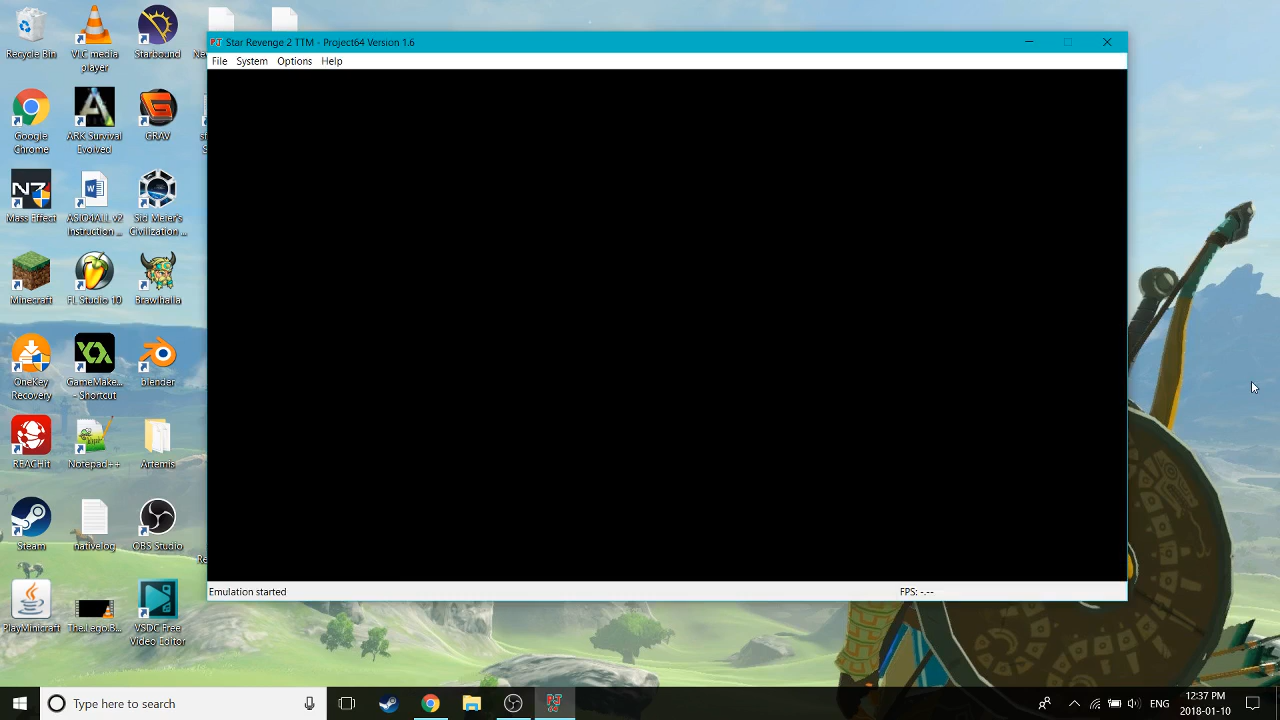 Star Revenge 2 TTM - Project64 Version 1.6
File System Options Help
Recycle Bin
VLC media
player
Starbound
Google
Chrome
ARK Survival
Evolved
GRAV
Mass Effect
ASIO4ALL v2
Instruction ...
Sid Meier's
Civilization ...
Minecraft
FL Studio 10
Brawlhalla
OneKey
Recovery
GameMake...
- Shortcut
blender
REACHit
Notepad++
Artemis
Steam
nativelog
OBS Studio
PlayMinicraft
The.Lego.B...
VSDC Free
Video Editor
Emulation started
FPS: -.--
Type here to search
ENG
12:37 PM
2018-01-10